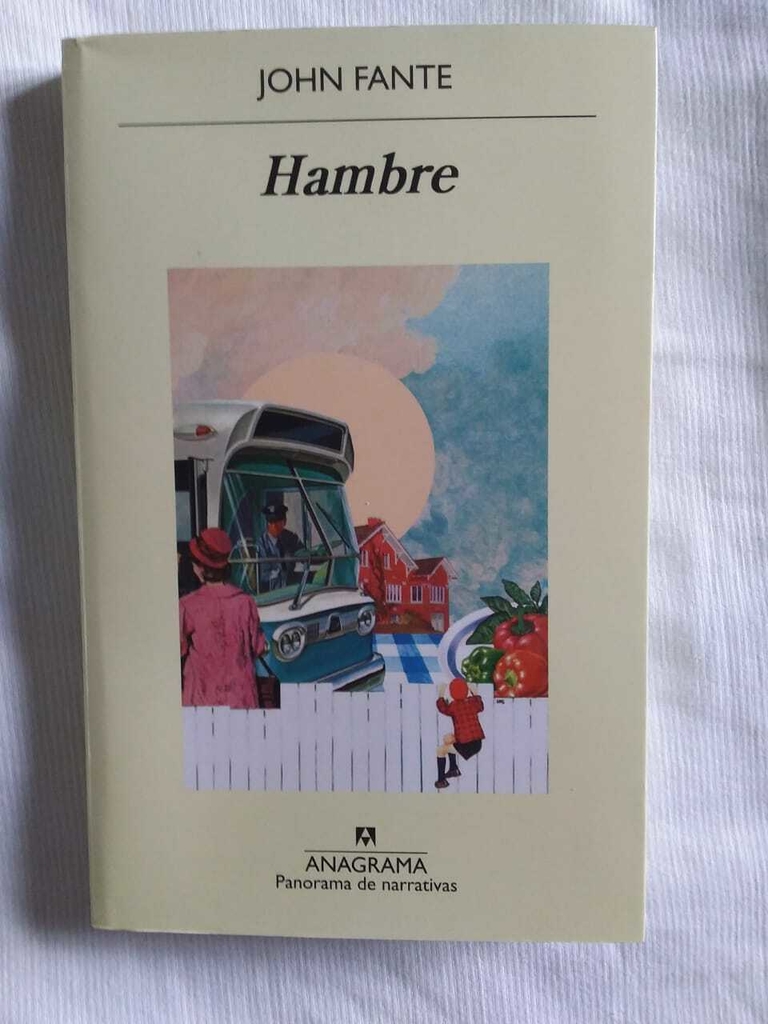 JOHN FANTE
Hambre
ANAGRAMA
Panorama de narrativas